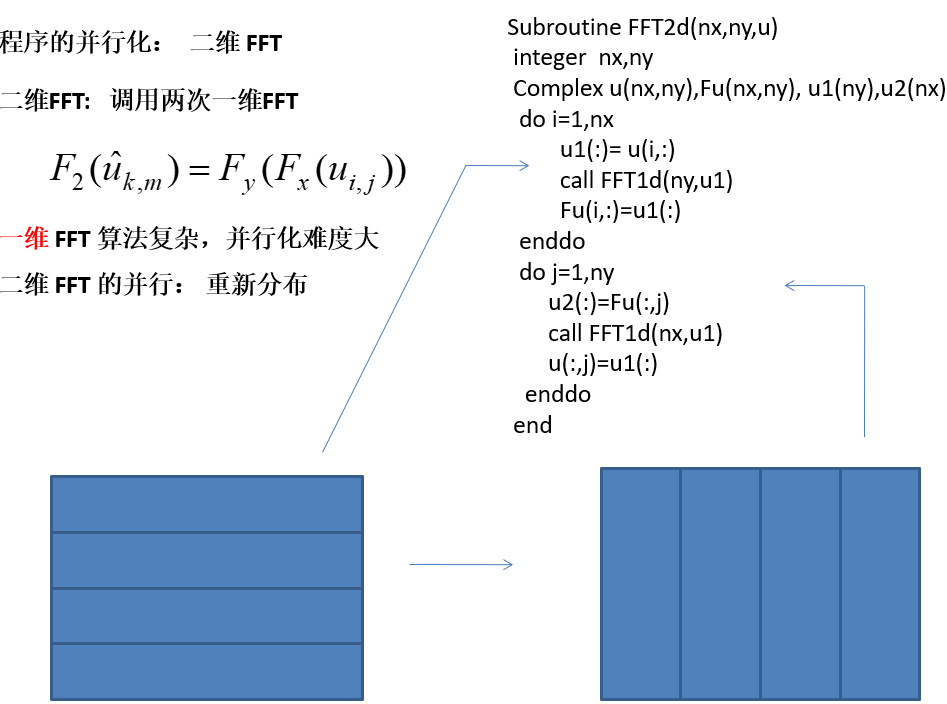 程序的并行化： 二维 FFT
二维FFT: 调用两次一维FFT
F₂(û_{k,m}) = F_y(F_x(u_{i,j}))
一维 FFT 算法复杂，并行化难度大
二维 FFT 的并行： 重新分布
Subroutine FFT2d(nx,ny,u)
integer nx,ny
Complex u(nx,ny),Fu(nx,ny), u1(ny),u2(nx)
do i=1,nx
u1(:)= u(i,:)
call FFT1d(ny,u1)
Fu(i,:)=u1(:)
enddo
do j=1,ny
u2(:)=Fu(:,j)
call FFT1d(nx,u1)
u(:,j)=u1(:)
enddo
end